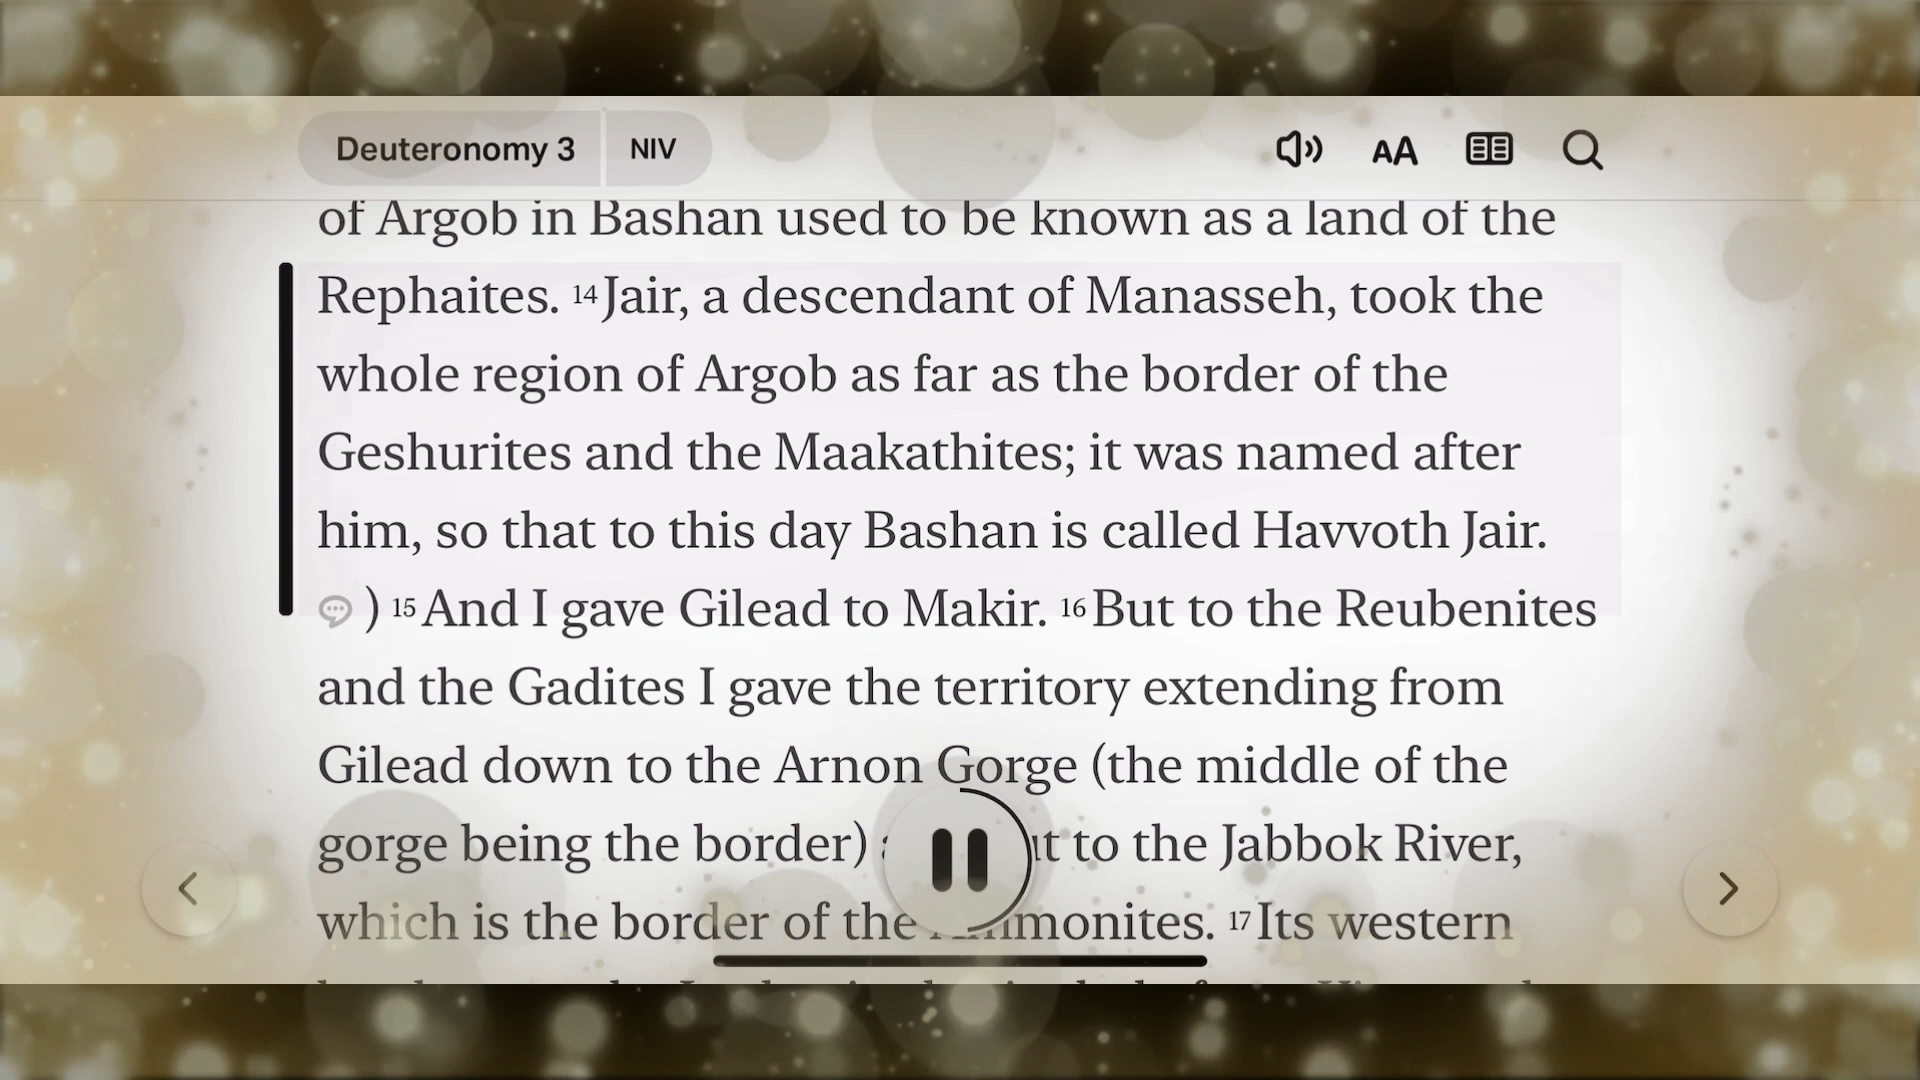 Deuteronomy 3 NIV AA
of Argob in Bashan used to be known as a land of the
Rephaites. 14 Jair, a descendant of Manasseh, took the
whole region of Argob as far as the border of the
Geshurites and the Maakathites; it was named after
him, so that to this day Bashan is called Havvoth Jair.
) 15 And I gave Gilead to Makir. 16 But to the Reubenites
and the Gadites I gave the territory extending from
Gilead down to the Arnon Gorge (the middle of the
gorge being the border) to the Jabbok River,
which is the border of the 17 Its western